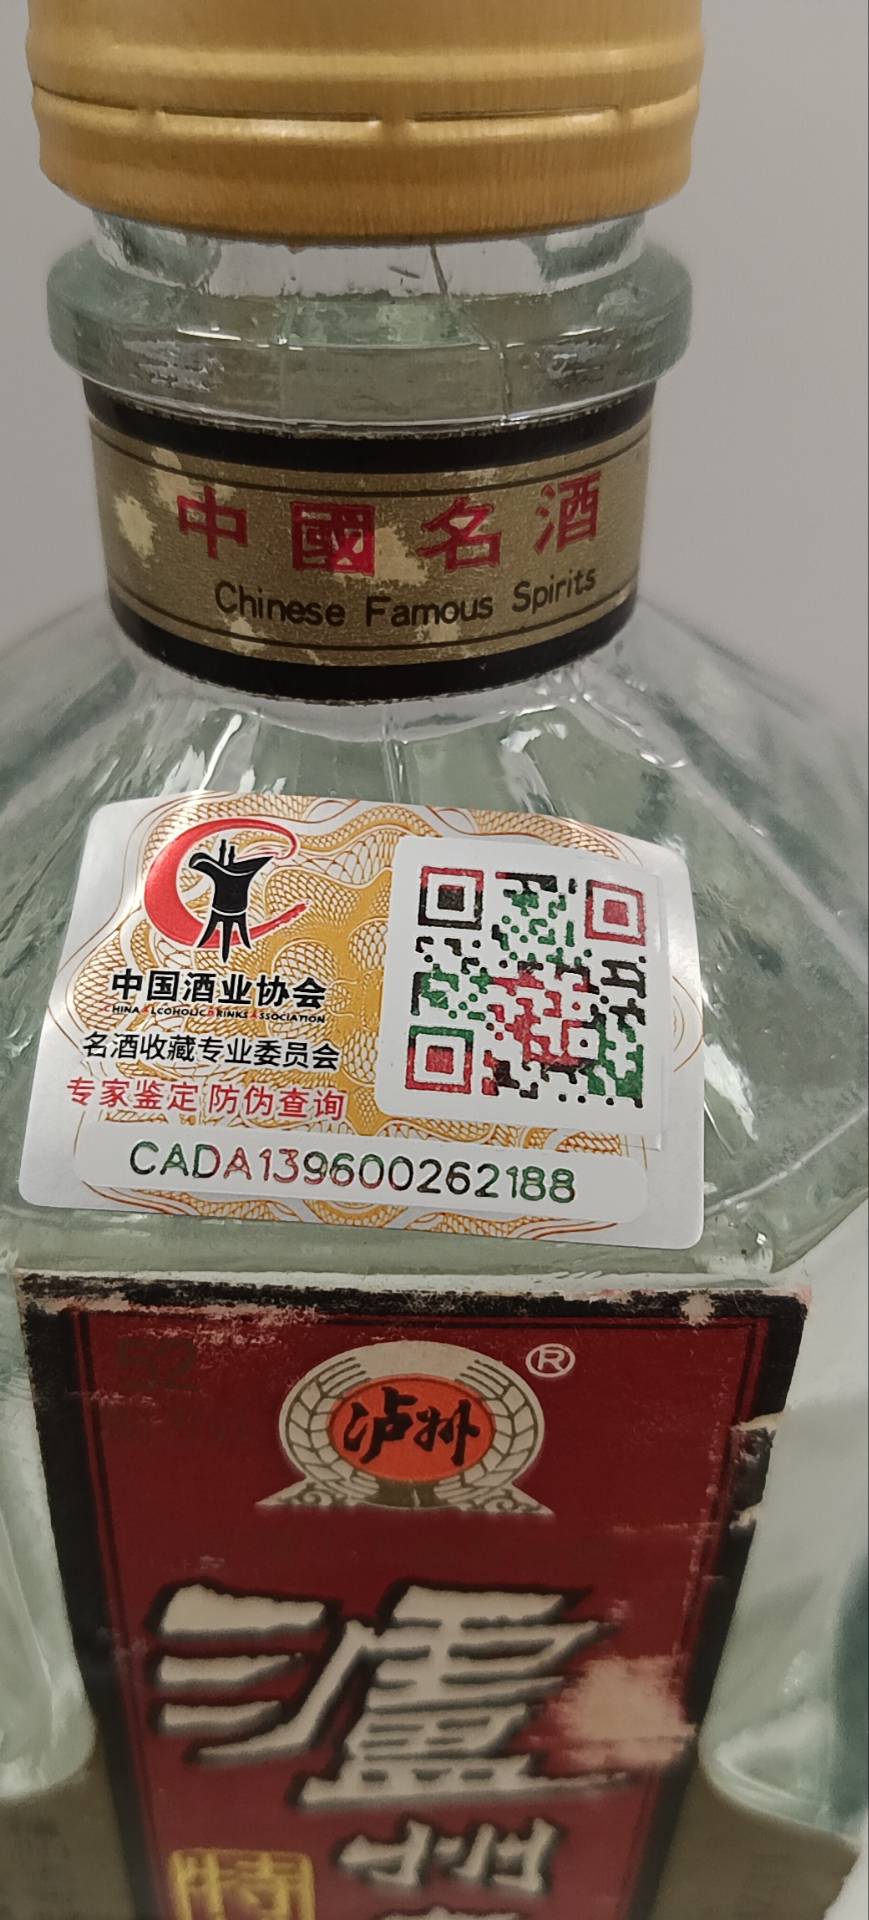 中國名酒
Chinese Famous Spirits
中国酒业协会
CHINA ALCOHOLIC DRINKS ASSOCIATION
名酒收藏专业委员会
专家鉴定 防伪查询
CADA139600262188
52
泸州
®
瀘
特